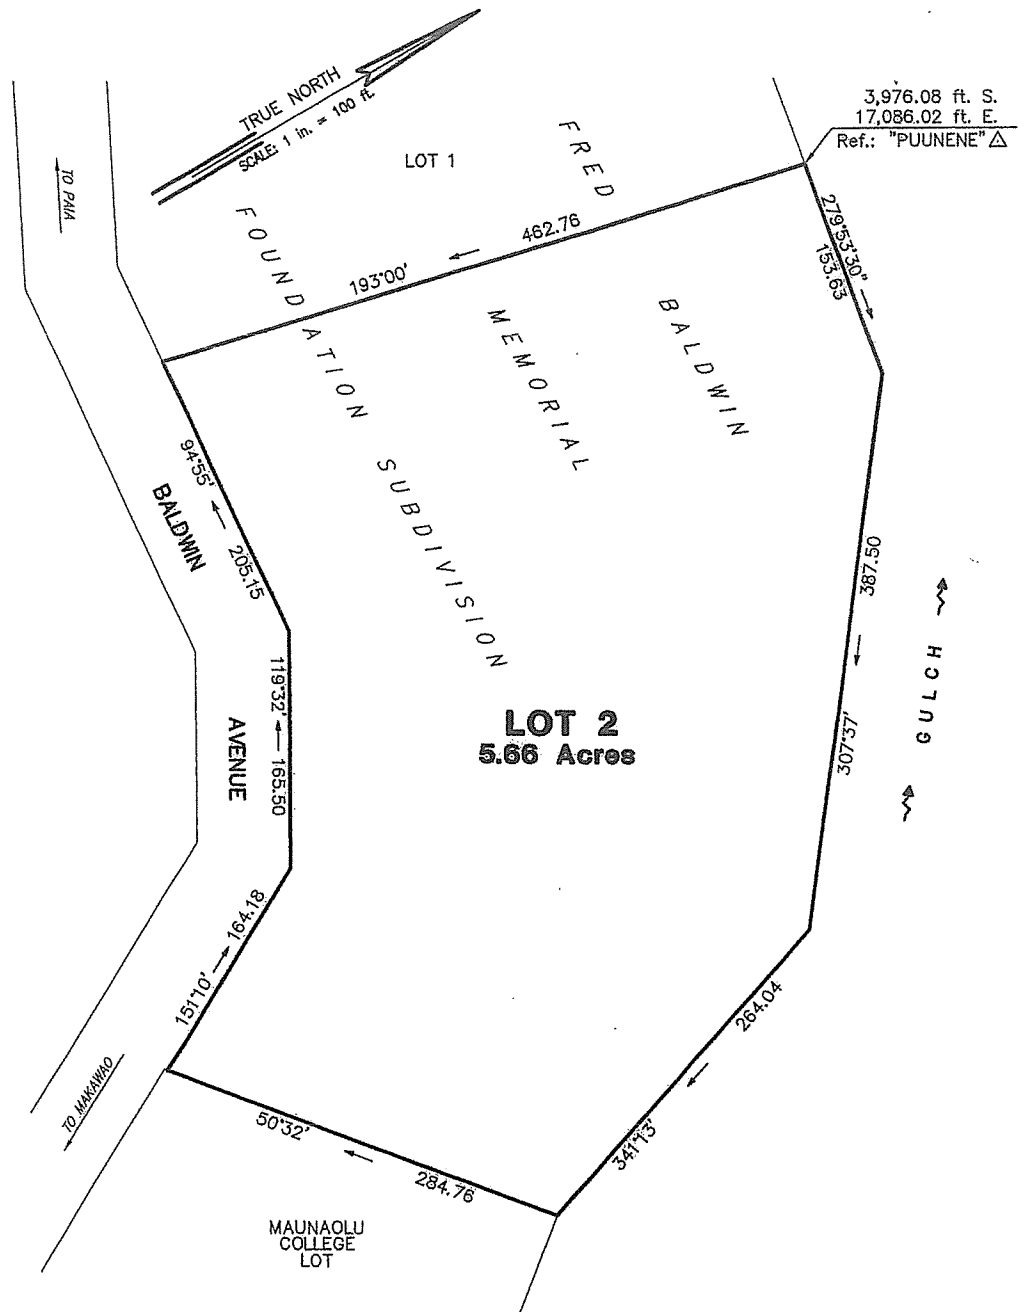 TRUE NORTH
SCALE: 1 in. = 100 ft.
3,976.08 ft. S.
17,086.02 ft. E.
Ref.: "PUUNENE" △
LOT 1
TO PAIA
FRED
BALDWIN
MEMORIAL
FOUNDATION SUBDIVISION
193°00'
462.76
279°53'30"
153.63
387.50
307°37'
GULCH
94°55'
205.15
119°32'
165.50
BALDWIN
AVENUE
LOT 2
5.66 Acres
151°10'
164.18
TO MAKAWAO
264.04
341°13'
50°32'
284.76
MAUNAOLU
COLLEGE
LOT